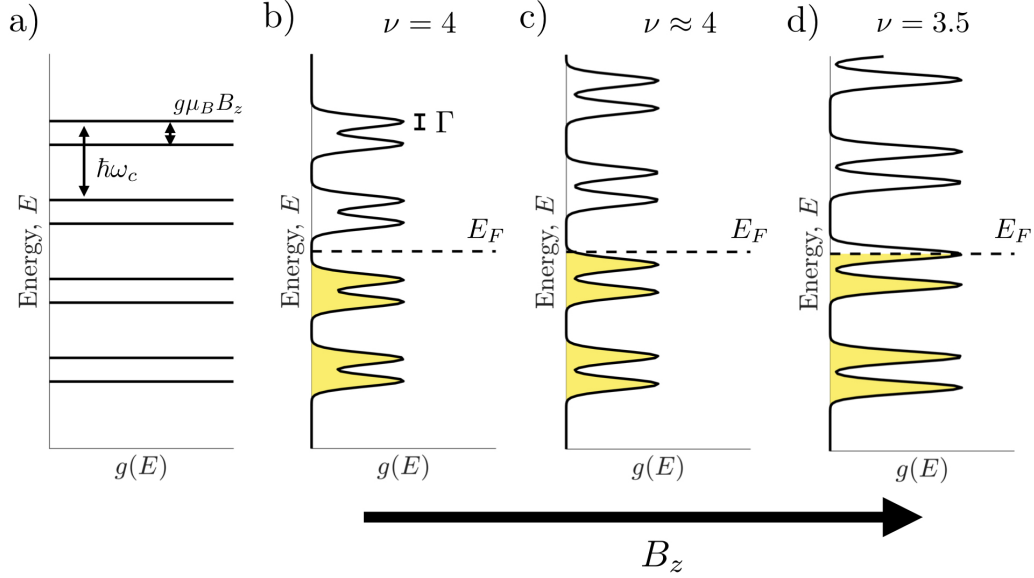 a)
b)
c)
d)
ν = 4
ν ≈ 4
ν = 3.5
gμ_B B_z
ħω_c
Γ
E_F
E_F
E_F
Energy, E
Energy, E
Energy, E
Energy, E
g(E)
g(E)
g(E)
g(E)
B_z